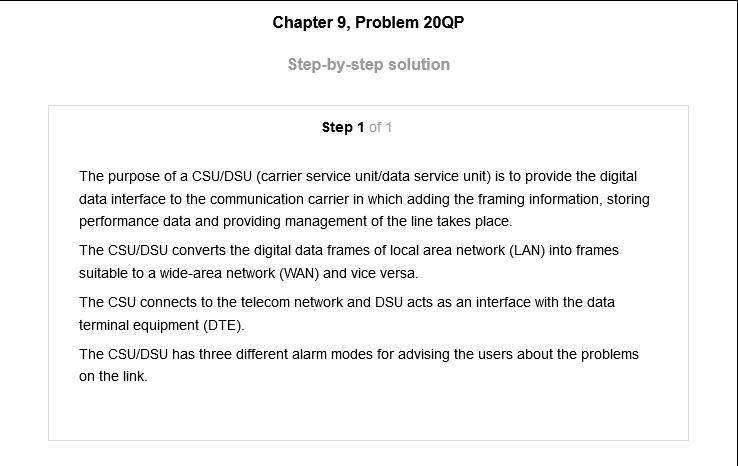 Chapter 9, Problem 20QP
Step-by-step solution
Step 1 of 1
The purpose of a CSU/DSU (carrier service unit/data service unit) is to provide the digital
data interface to the communication carrier in which adding the framing information, storing
performance data and providing management of the line takes place.
The CSU/DSU converts the digital data frames of local area network (LAN) into frames
suitable to a wide-area network (WAN) and vice versa.
The CSU connects to the telecom network and DSU acts as an interface with the data
terminal equipment (DTE).
The CSU/DSU has three different alarm modes for advising the users about the problems
on the link.